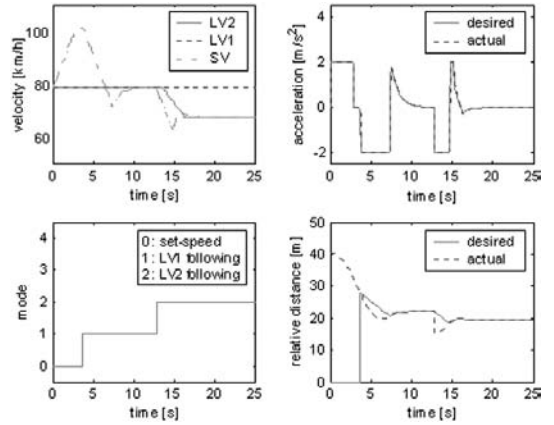 velocity [km/h]
100
80
60
LV2
LV1
SV
0 5 10 15 20 25
time [s]
acceleration [m/s²]
4
2
0
-2
desired
actual
0 5 10 15 20 25
time [s]
mode
4
3
2
1
0
0: set-speed
1: LV1 following
2: LV2 following
0 5 10 15 20 25
time [s]
relative distance [m]
50
40
30
20
10
0
desired
actual
0 5 10 15 20 25
time [s]